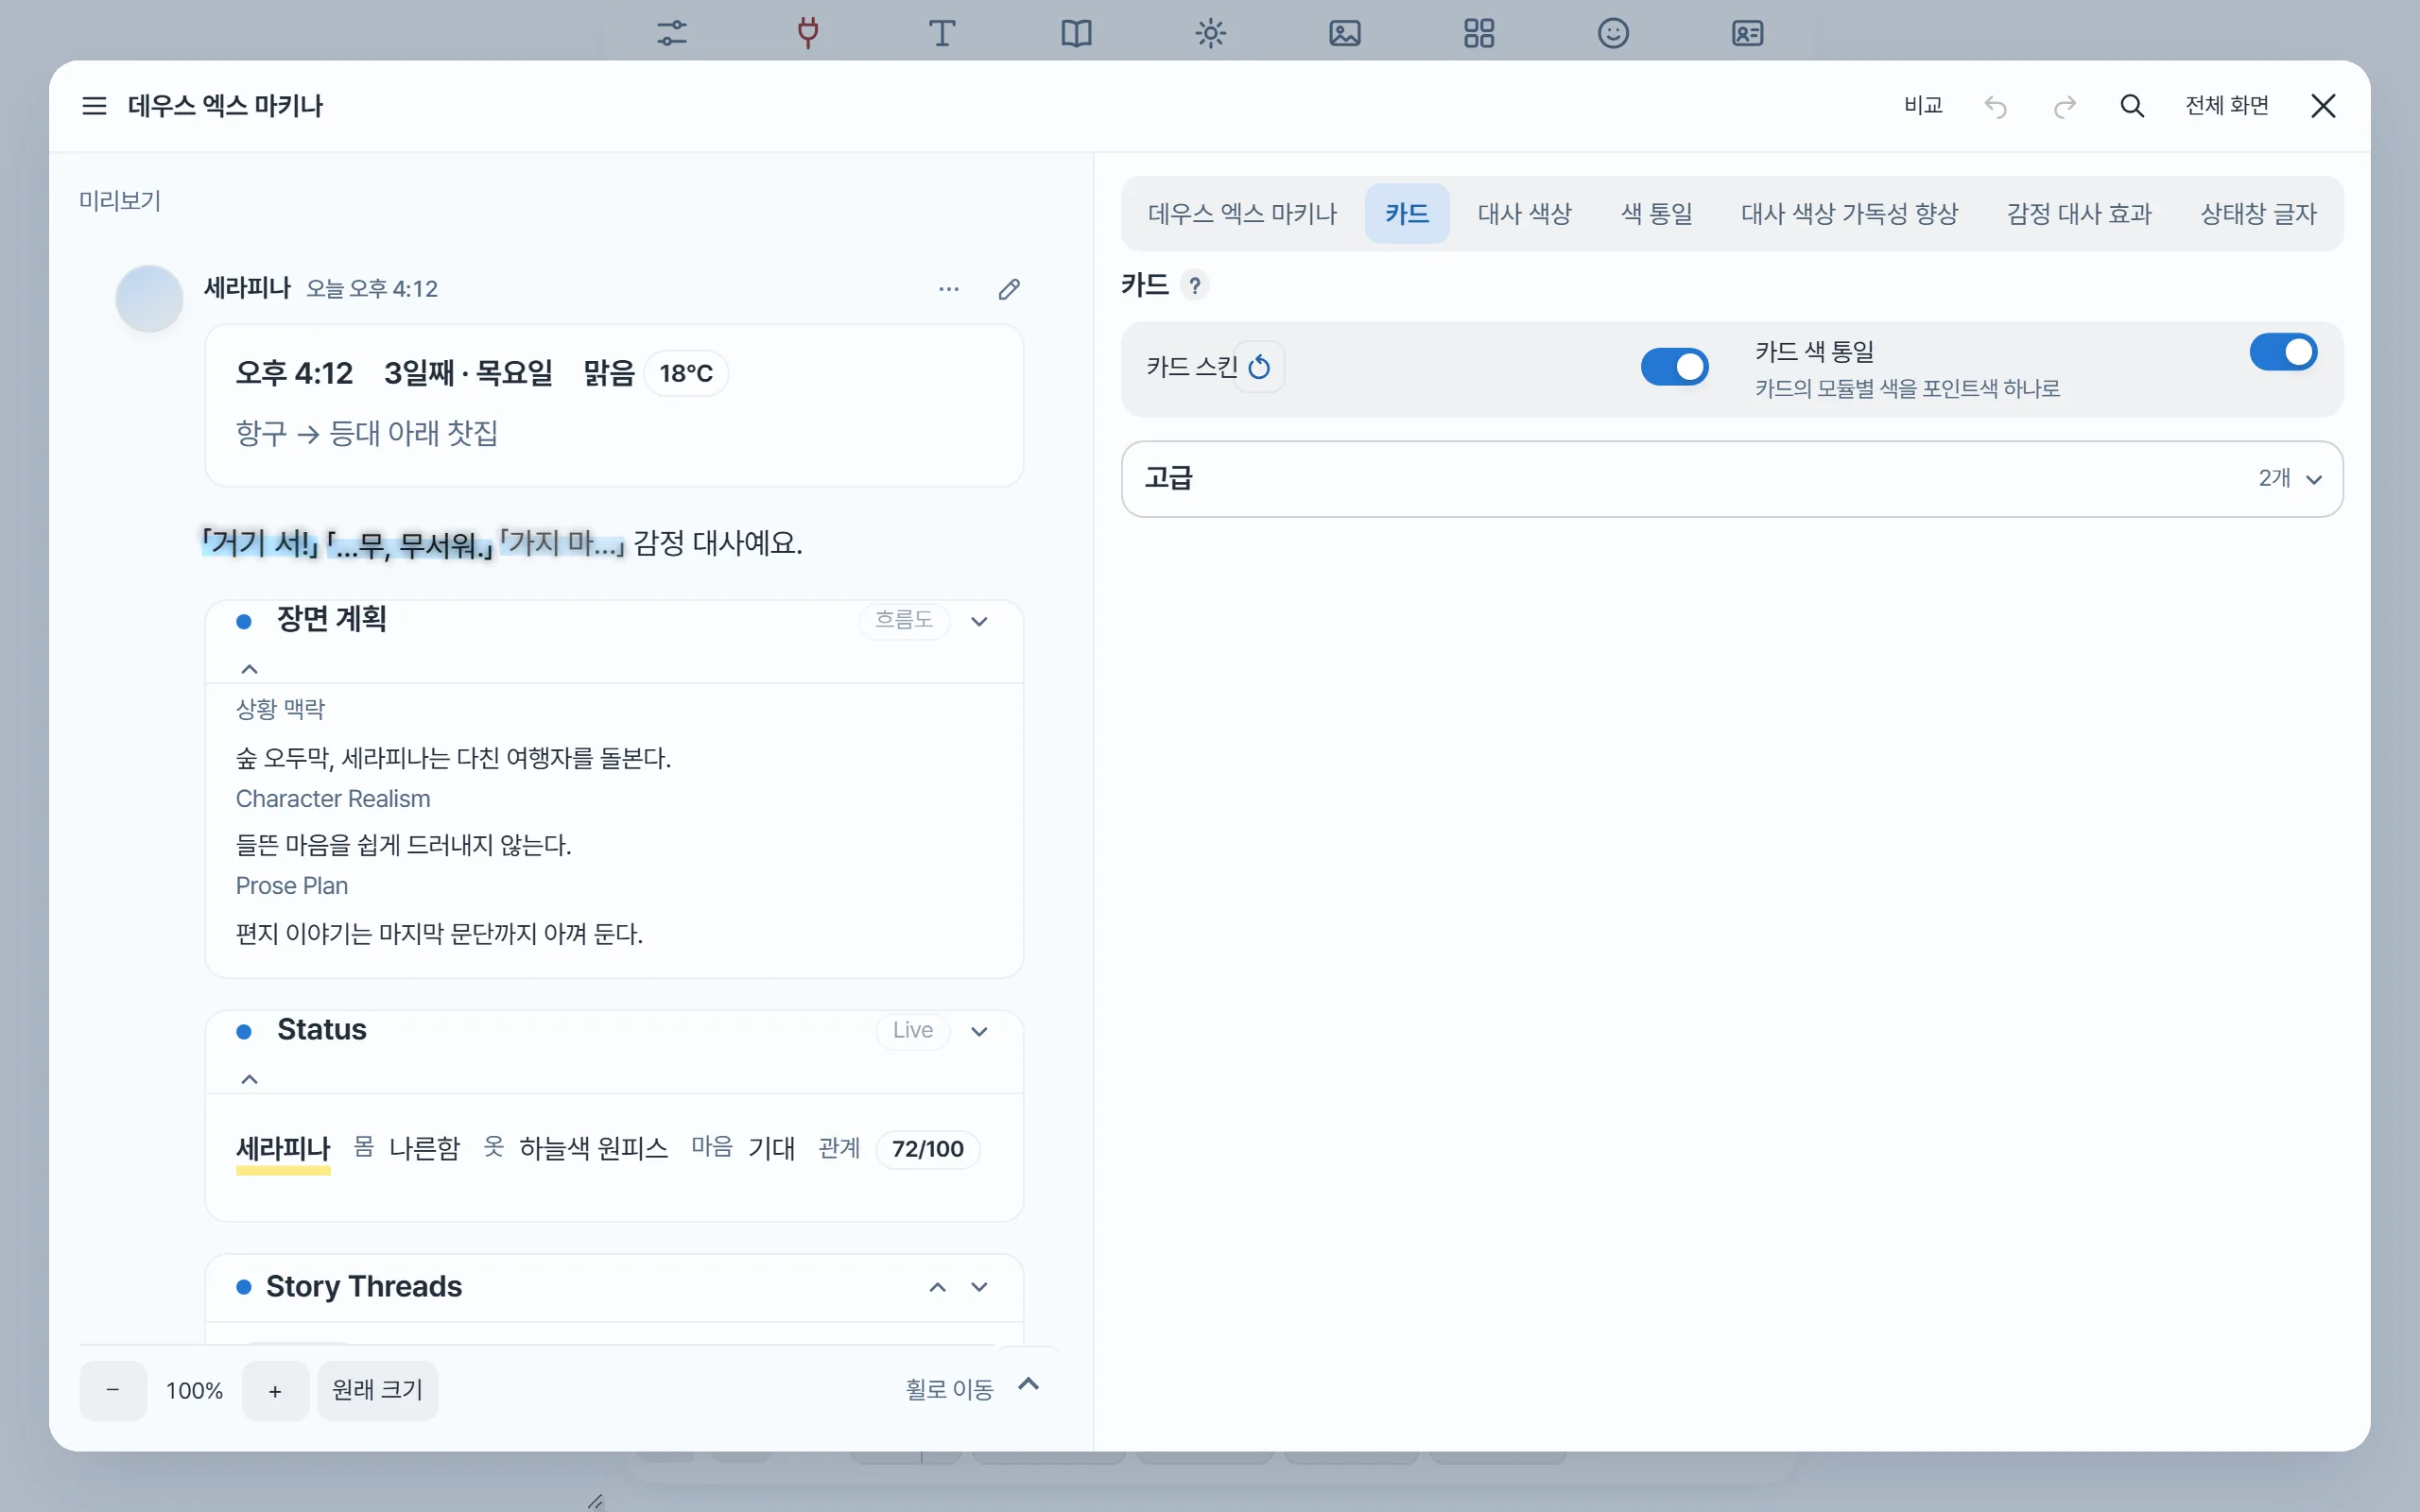 데우스 엑스 마키나
비교
전체 화면
미리보기
세라피나 오늘 오후 4:12
오후 4:12 3일째 · 목요일 맑음 18°C
항구 → 등대 아래 찻집
「거기 서!」 「...무, 무서워.」 「가지 마...」 감정 대사예요.
장면 계획
흐름도
상황 맥락
숲 오두막, 세라피나는 다친 여행자를 돌본다.
Character Realism
들뜬 마음을 쉽게 드러내지 않는다.
Prose Plan
편지 이야기는 마지막 문단까지 아껴 둔다.
Status
Live
세라피나 몸 나른함 옷 하늘색 원피스 마음 기대 관계 72/100
Story Threads
− 100% + 원래 크기
휠로 이동
데우스 엑스 마키나 카드 대사 색상 색 통일 대사 색상 가독성 향상 감정 대사 효과 상태창 글자
카드 ?
카드 스킨
카드 색 통일
카드의 모듈별 색을 포인트색 하나로
고급
2개